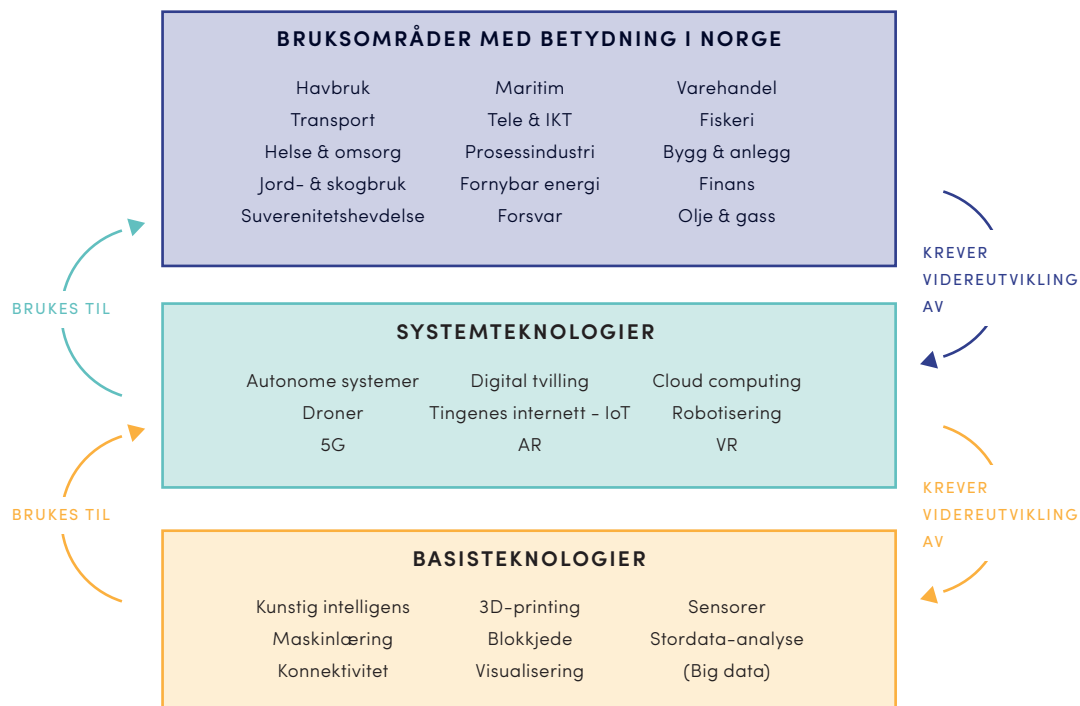 BRUKSOMRÅDER MED BETYDNING I NORGE
Havbruk Maritim Varehandel
Transport Tele & IKT Fiskeri
Helse & omsorg Prosessindustri Bygg & anlegg
Jord- & skogbruk Fornybar energi Finans
Suverenitetshevdelse Forsvar Olje & gass
BRUKES TIL
KREVER
VIDEREUTVIKLING
AV
SYSTEMTEKNOLOGIER
Autonome systemer Digital tvilling Cloud computing
Droner Tingenes internett - IoT Robotisering
5G AR VR
BRUKES TIL
KREVER
VIDEREUTVIKLING
AV
BASISTEKNOLOGIER
Kunstig intelligens 3D-printing Sensorer
Maskinlæring Blokkjede Stordata-analyse
Konnektivitet Visualisering (Big data)